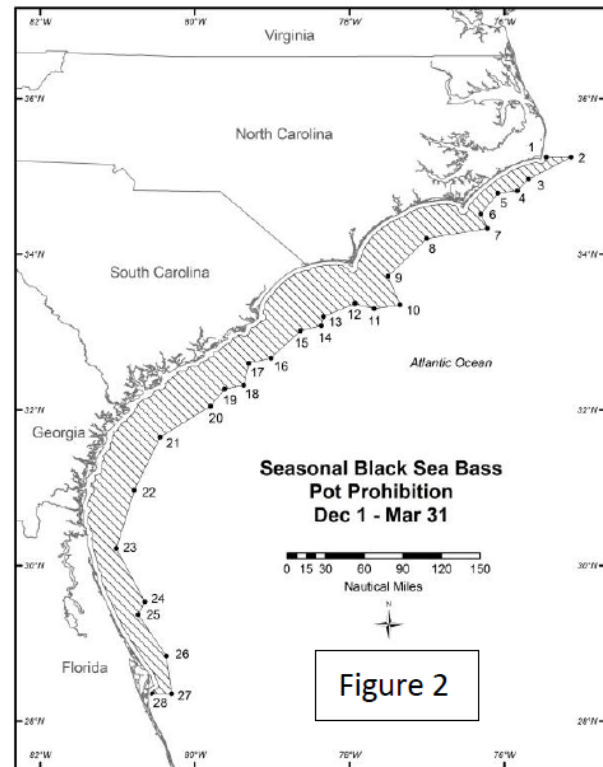 82°W 80°W 78°W 76°W
Virginia
36°N 36°N
North Carolina
1 2
3
5 4
6
7
34°N 34°N
8
South Carolina
9
10
12 11
13
14
15
16
17
18
19
Atlantic Ocean
32°N 32°N
20
Georgia
21
Seasonal Black Sea Bass
Pot Prohibition
Dec 1 - Mar 31
22
23
0 15 30 60 90 120 150
Nautical Miles
30°N 30°N
24
25
N
26
Florida
27
28
Figure 2
28°N 28°N
82°W 80°W 78°W 76°W